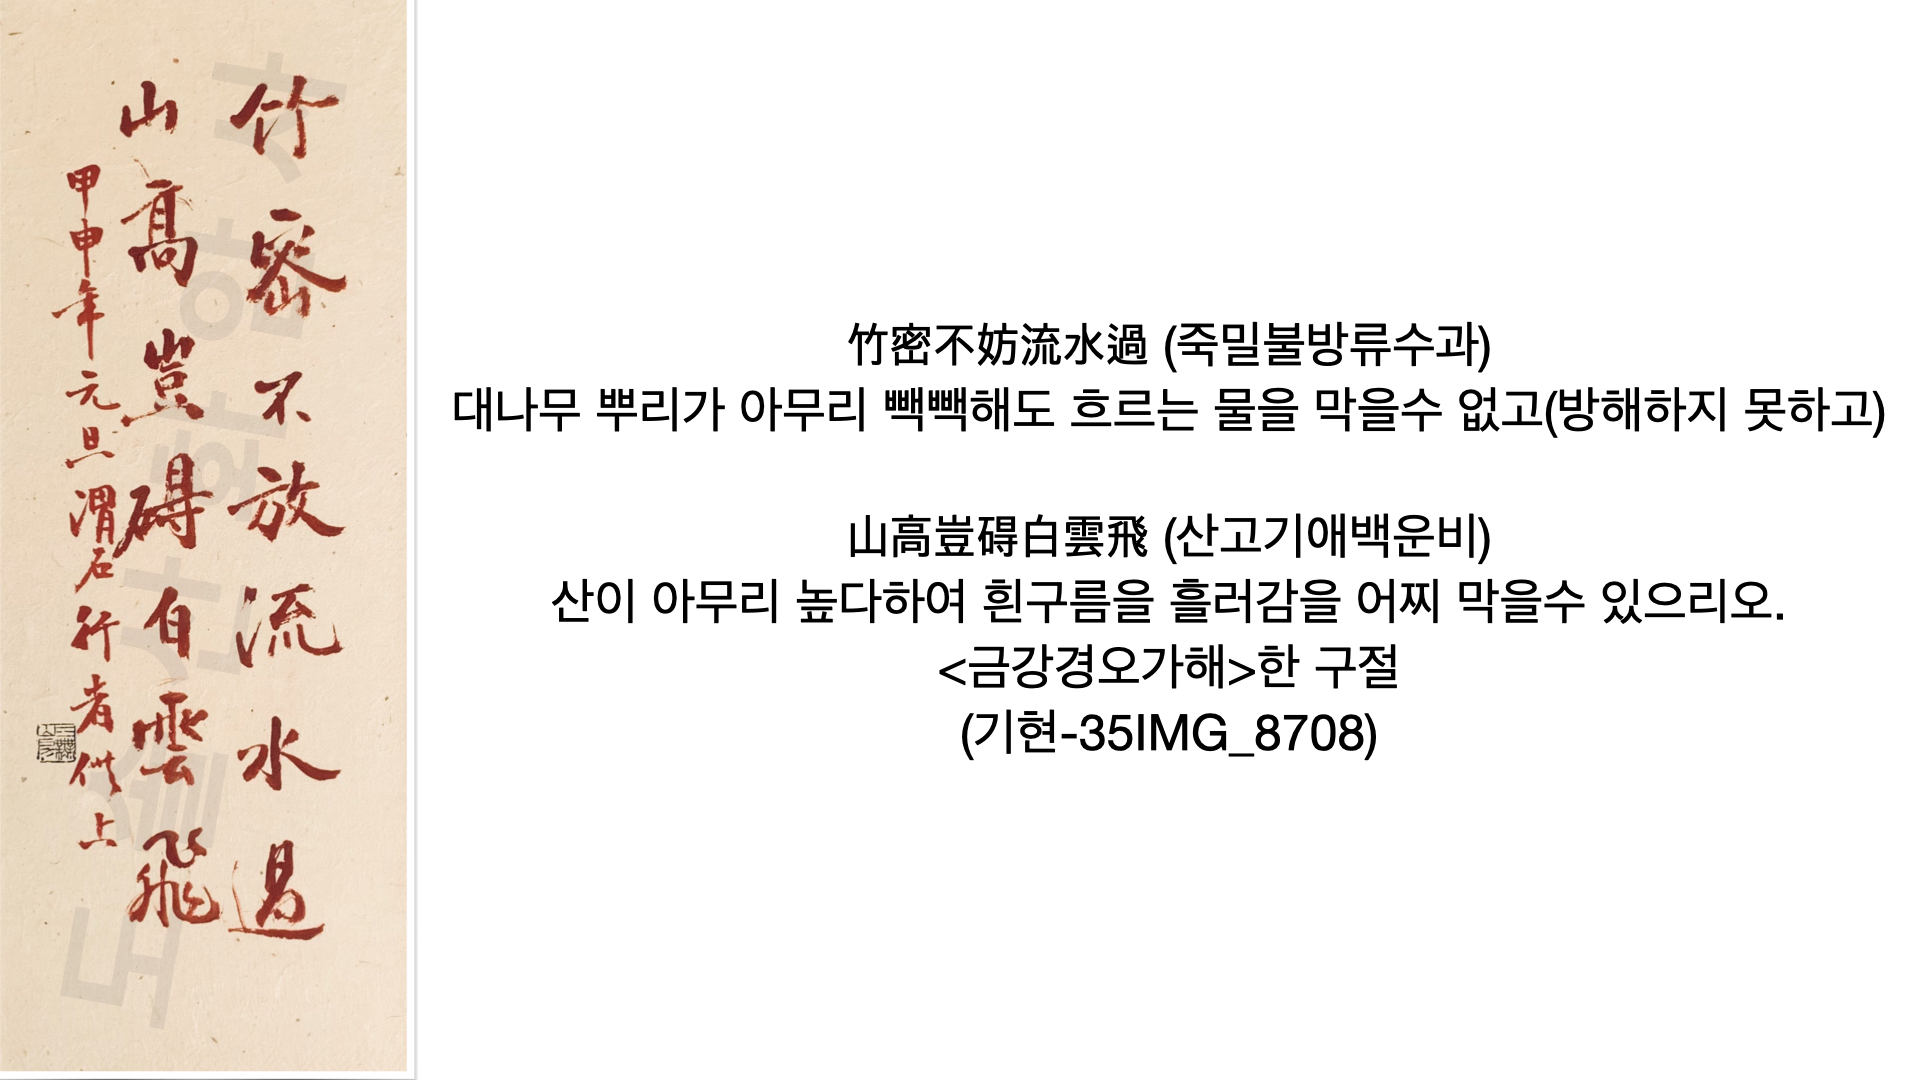 竹密不放流水過
山高豈碍白雲飛
甲申年元旦渭石行者供上
竹密不妨流水過 (죽밀불방류수과)
대나무 뿌리가 아무리 빽빽해도 흐르는 물을 막을수 없고(방해하지 못하고)
山高豈碍白雲飛 (산고기애백운비)
산이 아무리 높다하여 흰구름을 흘러감을 어찌 막을수 있으리오.
<금강경오가해>한 구절
(기현-35IMG_8708)